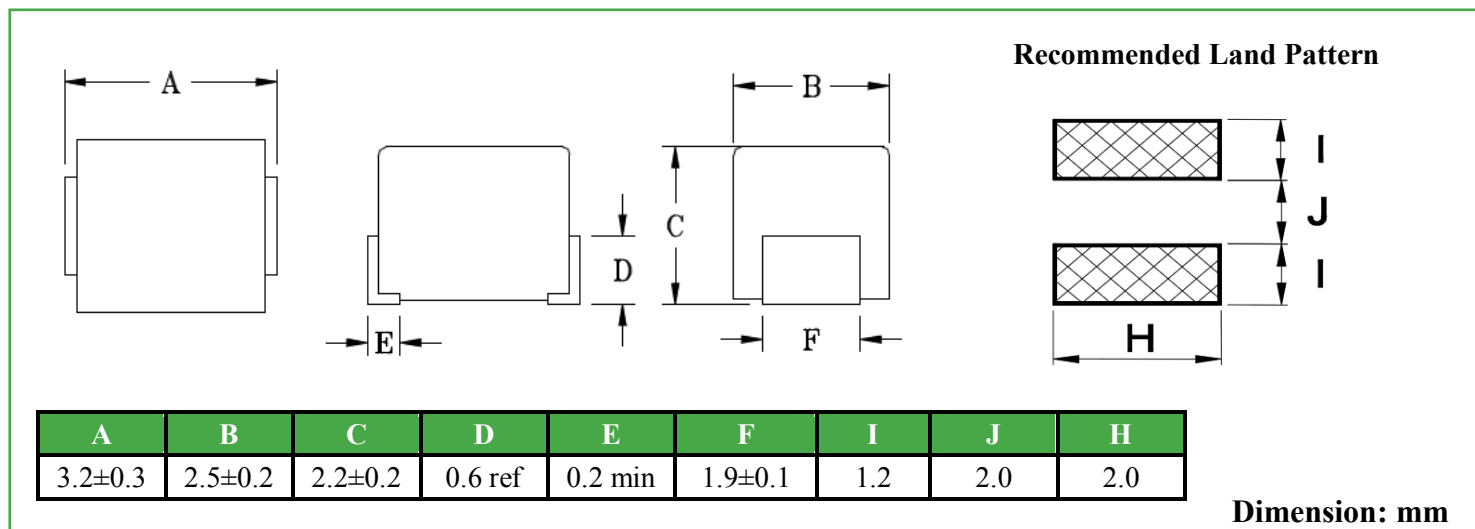 Recommended Land Pattern
A
B
C
D
E
F
I
J
I
H
A B C D E F I J H
3.2±0.3 2.5±0.2 2.2±0.2 0.6 ref 0.2 min 1.9±0.1 1.2 2.0 2.0
Dimension: mm